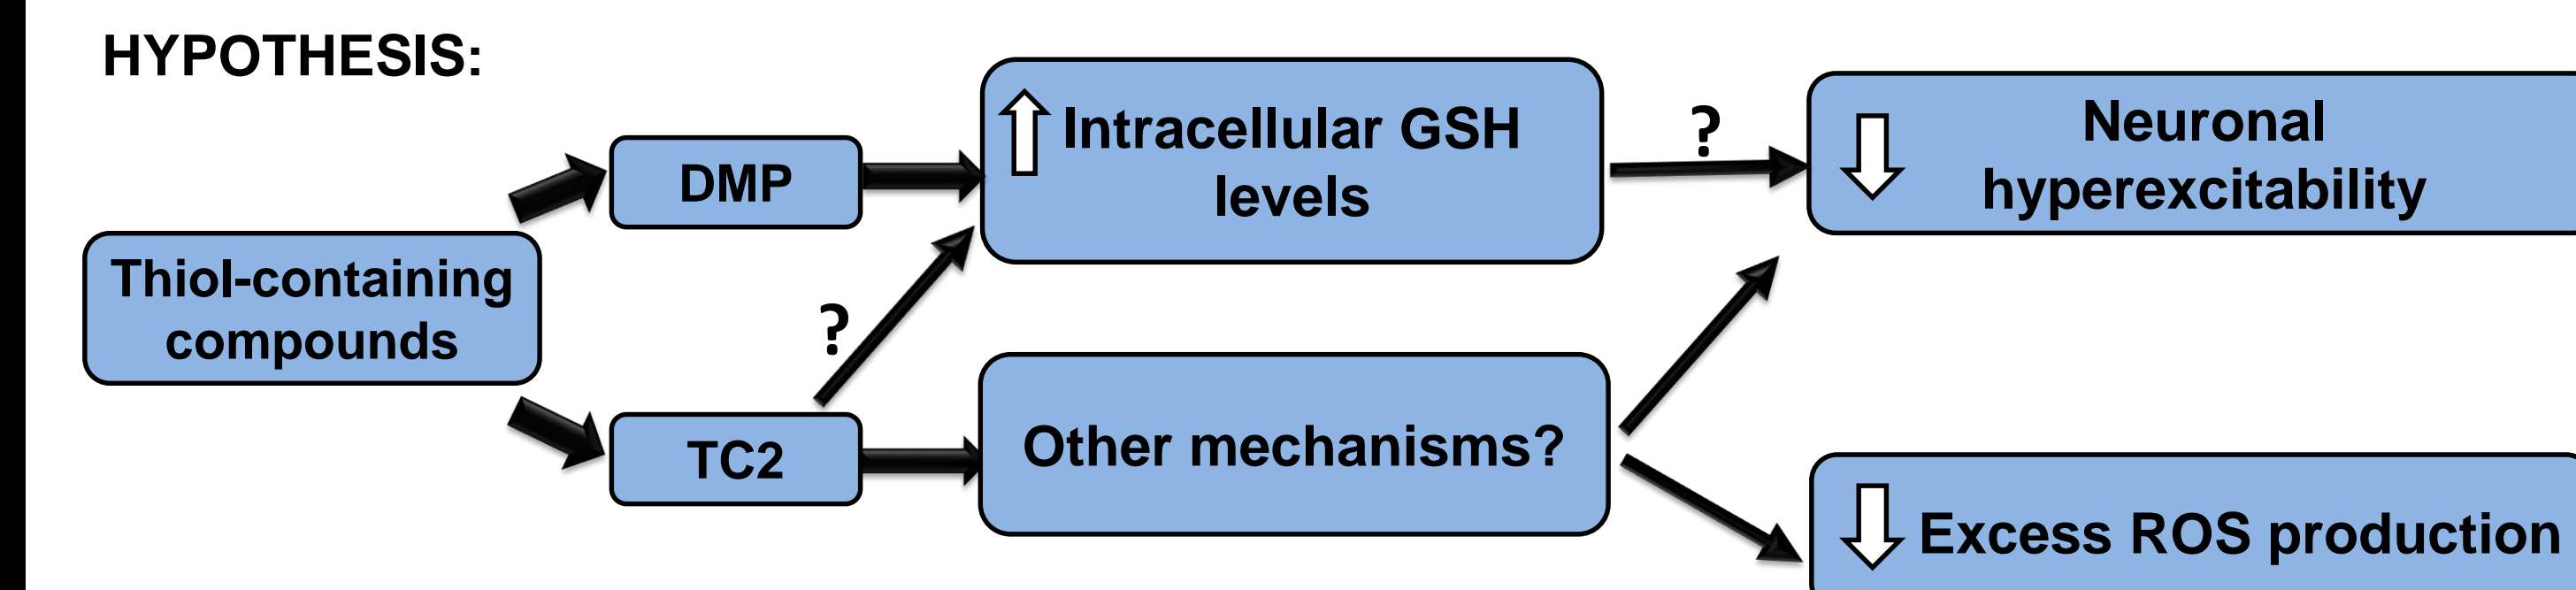 HYPOTHESIS:
Thiol-containing
compounds
DMP
TC2
?
Intracellular GSH
levels
Other mechanisms?
?
Neuronal
hyperexcitability
Excess ROS production